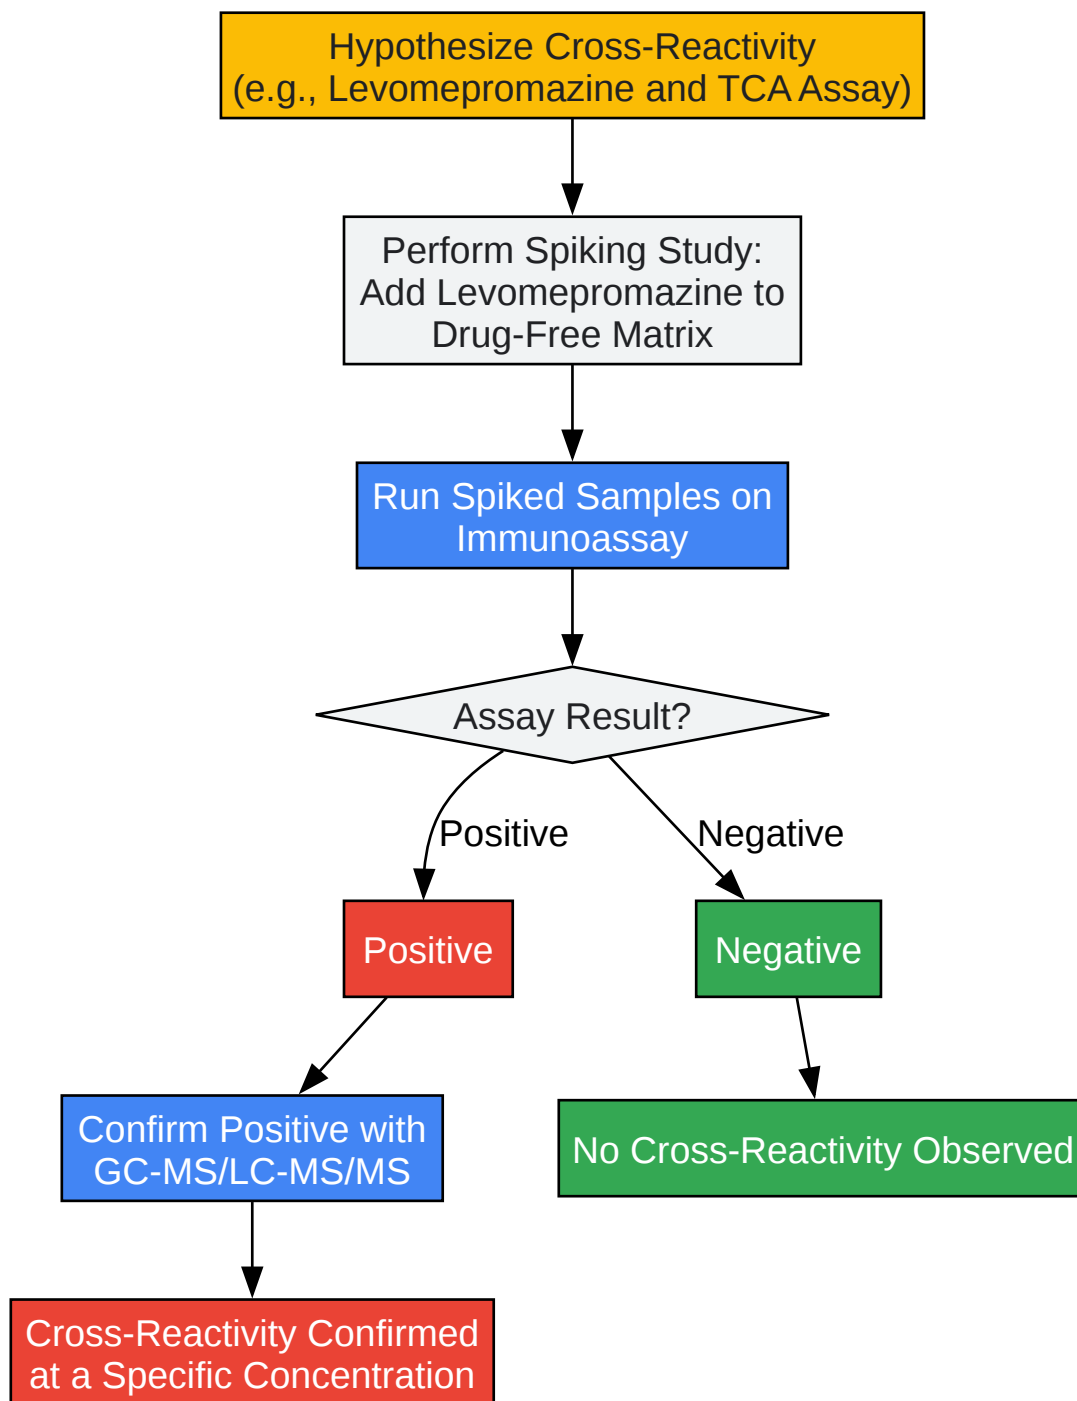 Hypothesize Cross-Reactivity
(e.g., Levomepromazine and TCA Assay)
Perform Spiking Study:
Add Levomepromazine to
Drug-Free Matrix
Run Spiked Samples on
Immunoassay
Assay Result?
Positive
Negative
Positive
Negative
Confirm Positive with
GC-MS/LC-MS/MS
No Cross-Reactivity Observed
Cross-Reactivity Confirmed
at a Specific Concentration